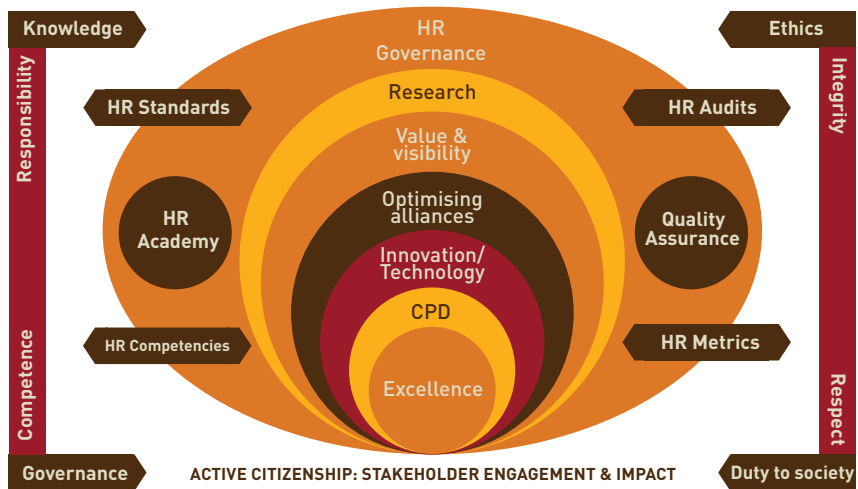 Knowledge
HR
Governance
Ethics
Responsibility
Integrity
Research
HR Standards
HR Audits
Value &
visibility
Optimising
alliances
HR
Academy
Quality
Assurance
Innovation/
Technology
CPD
HR Competencies
HR Metrics
Competence
Respect
Excellence
Governance
ACTIVE CITIZENSHIP: STAKEHOLDER ENGAGEMENT & IMPACT
Duty to society